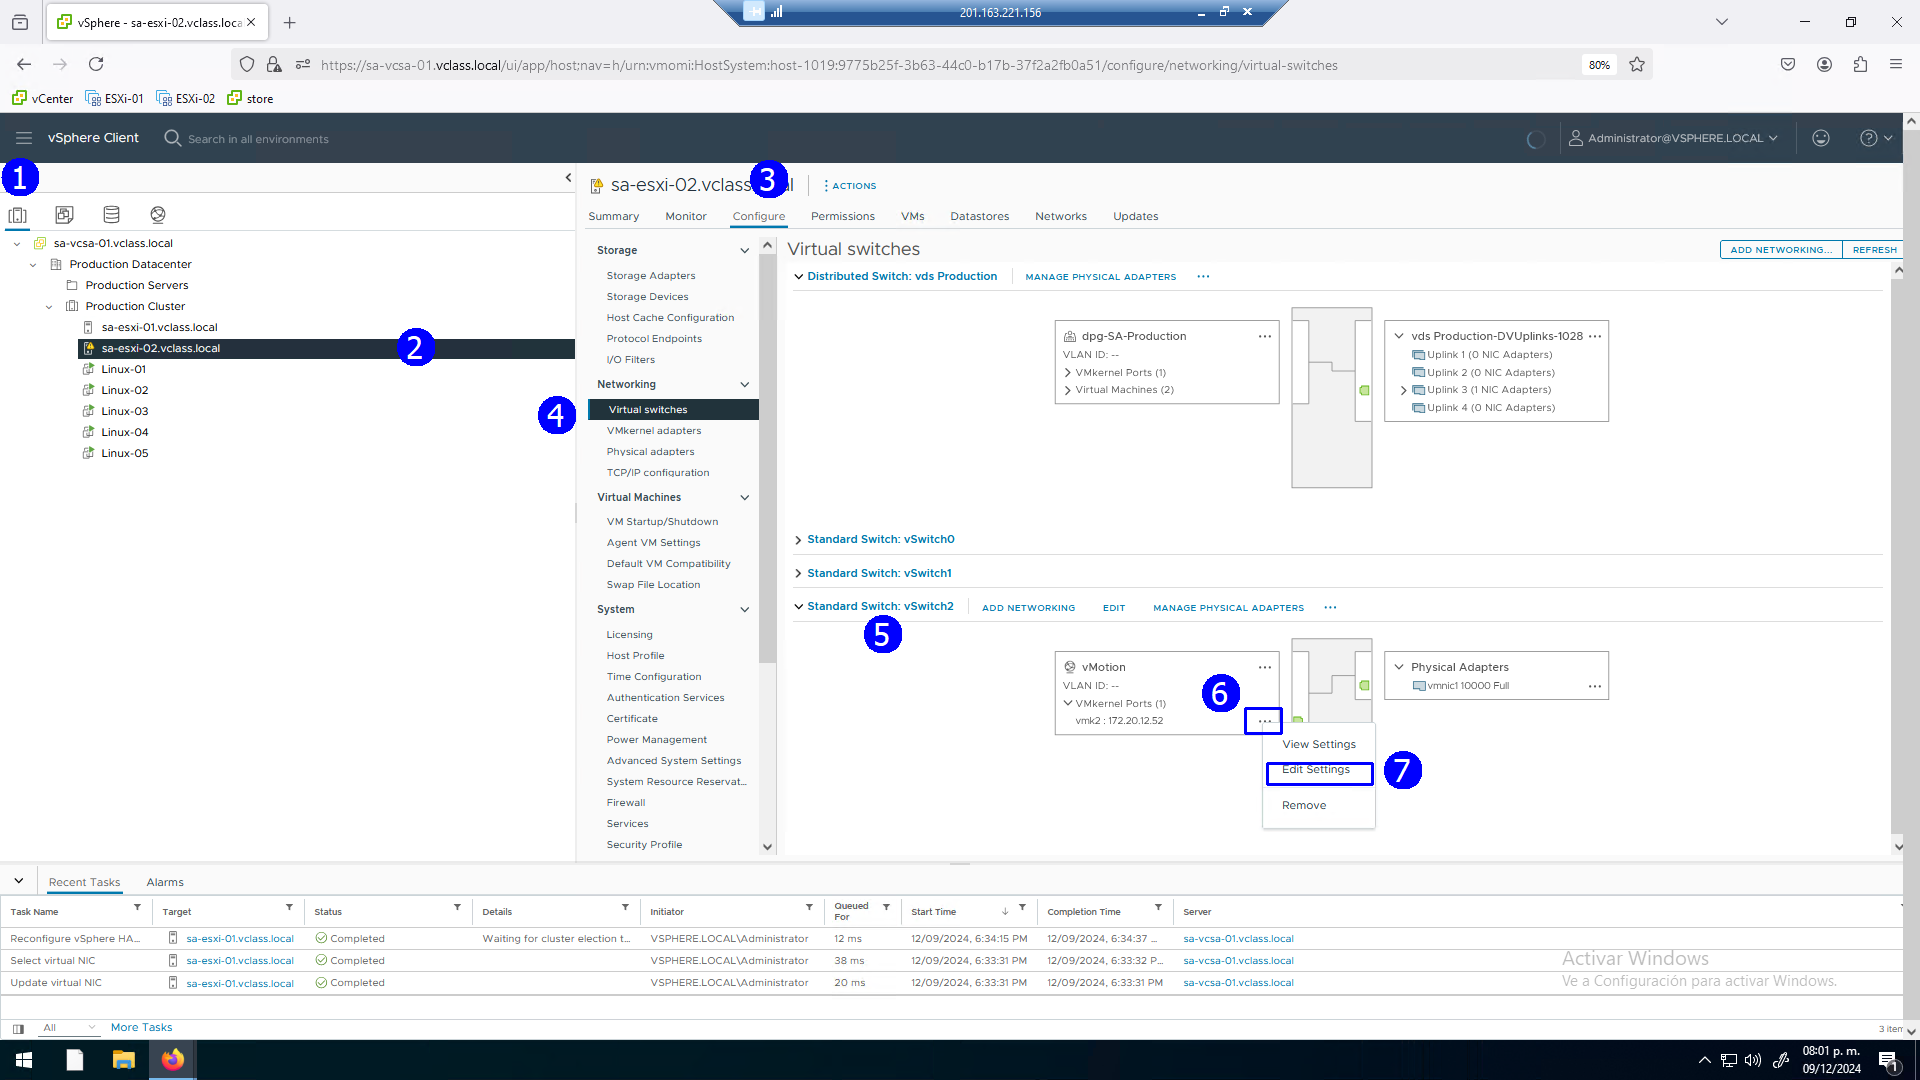 vSphere - sa-esxi-02.vclass.loca
201.163.221.156
https://sa-vcsa-01.vclass.local/ui/app/host;nav=h/urn:vmomi:HostSystem:host-1019:9775b25f-3b63-44c0-b17b-37f2a2fb0a51/configure/networking/virtual-switches
80%
vCenter
ESXi-01
ESXi-02
store
vSphere Client
Search in all environments
Administrator@VSPHERE.LOCAL
1
sa-vcsa-01.vclass.local
Production Datacenter
Production Servers
Production Cluster
sa-esxi-01.vclass.local
sa-esxi-02.vclass.local
2
Linux-01
Linux-02
Linux-03
Linux-04
Linux-05
sa-esxi-02.vclass. 3 l
ACTIONS
Summary
Monitor
Configure
Permissions
VMs
Datastores
Networks
Updates
Storage
Storage Adapters
Storage Devices
Host Cache Configuration
Protocol Endpoints
I/O Filters
Networking
4
Virtual switches
VMkernel adapters
Physical adapters
TCP/IP configuration
Virtual Machines
VM Startup/Shutdown
Agent VM Settings
Default VM Compatibility
Swap File Location
System
Licensing
Host Profile
Time Configuration
Authentication Services
Certificate
Power Management
Advanced System Settings
System Resource Reservat...
Firewall
Services
Security Profile
Virtual switches
ADD NETWORKING...
REFRESH
Distributed Switch: vds Production
MANAGE PHYSICAL ADAPTERS
...
dpg-SA-Production ...
VLAN ID: --
VMkernel Ports (1)
Virtual Machines (2)
vds Production-DVUplinks-1028 ...
Uplink 1 (0 NIC Adapters)
Uplink 2 (0 NIC Adapters)
Uplink 3 (1 NIC Adapters)
Uplink 4 (0 NIC Adapters)
Standard Switch: vSwitch0
Standard Switch: vSwitch1
Standard Switch: vSwitch2
ADD NETWORKING
EDIT
MANAGE PHYSICAL ADAPTERS
...
5
vMotion ...
VLAN ID: --
6
VMkernel Ports (1)
vmk2 : 172.20.12.52 ...
Physical Adapters
vmnic1 10000 Full ...
View Settings
Edit Settings
7
Remove
Recent Tasks
Alarms
Task Name
Target
Status
Details
Initiator
Queued For
Start Time
Completion Time
Server
Reconfigure vSphere HA... sa-esxi-01.vclass.local Completed Waiting for cluster election t... VSPHERE.LOCAL\Administrator 12 ms 12/09/2024, 6:34:15 PM 12/09/2024, 6:34:37 ... sa-vcsa-01.vclass.local
Select virtual NIC sa-esxi-01.vclass.local Completed VSPHERE.LOCAL\Administrator 38 ms 12/09/2024, 6:33:31 PM 12/09/2024, 6:33:32 P... sa-vcsa-01.vclass.local
Update virtual NIC sa-esxi-01.vclass.local Completed VSPHERE.LOCAL\Administrator 20 ms 12/09/2024, 6:33:31 PM 12/09/2024, 6:33:31 PM sa-vcsa-01.vclass.local
Activar Windows
Ve a Configuración para activar Windows.
All
More Tasks
3 item
08:01 p. m.
09/12/2024
1